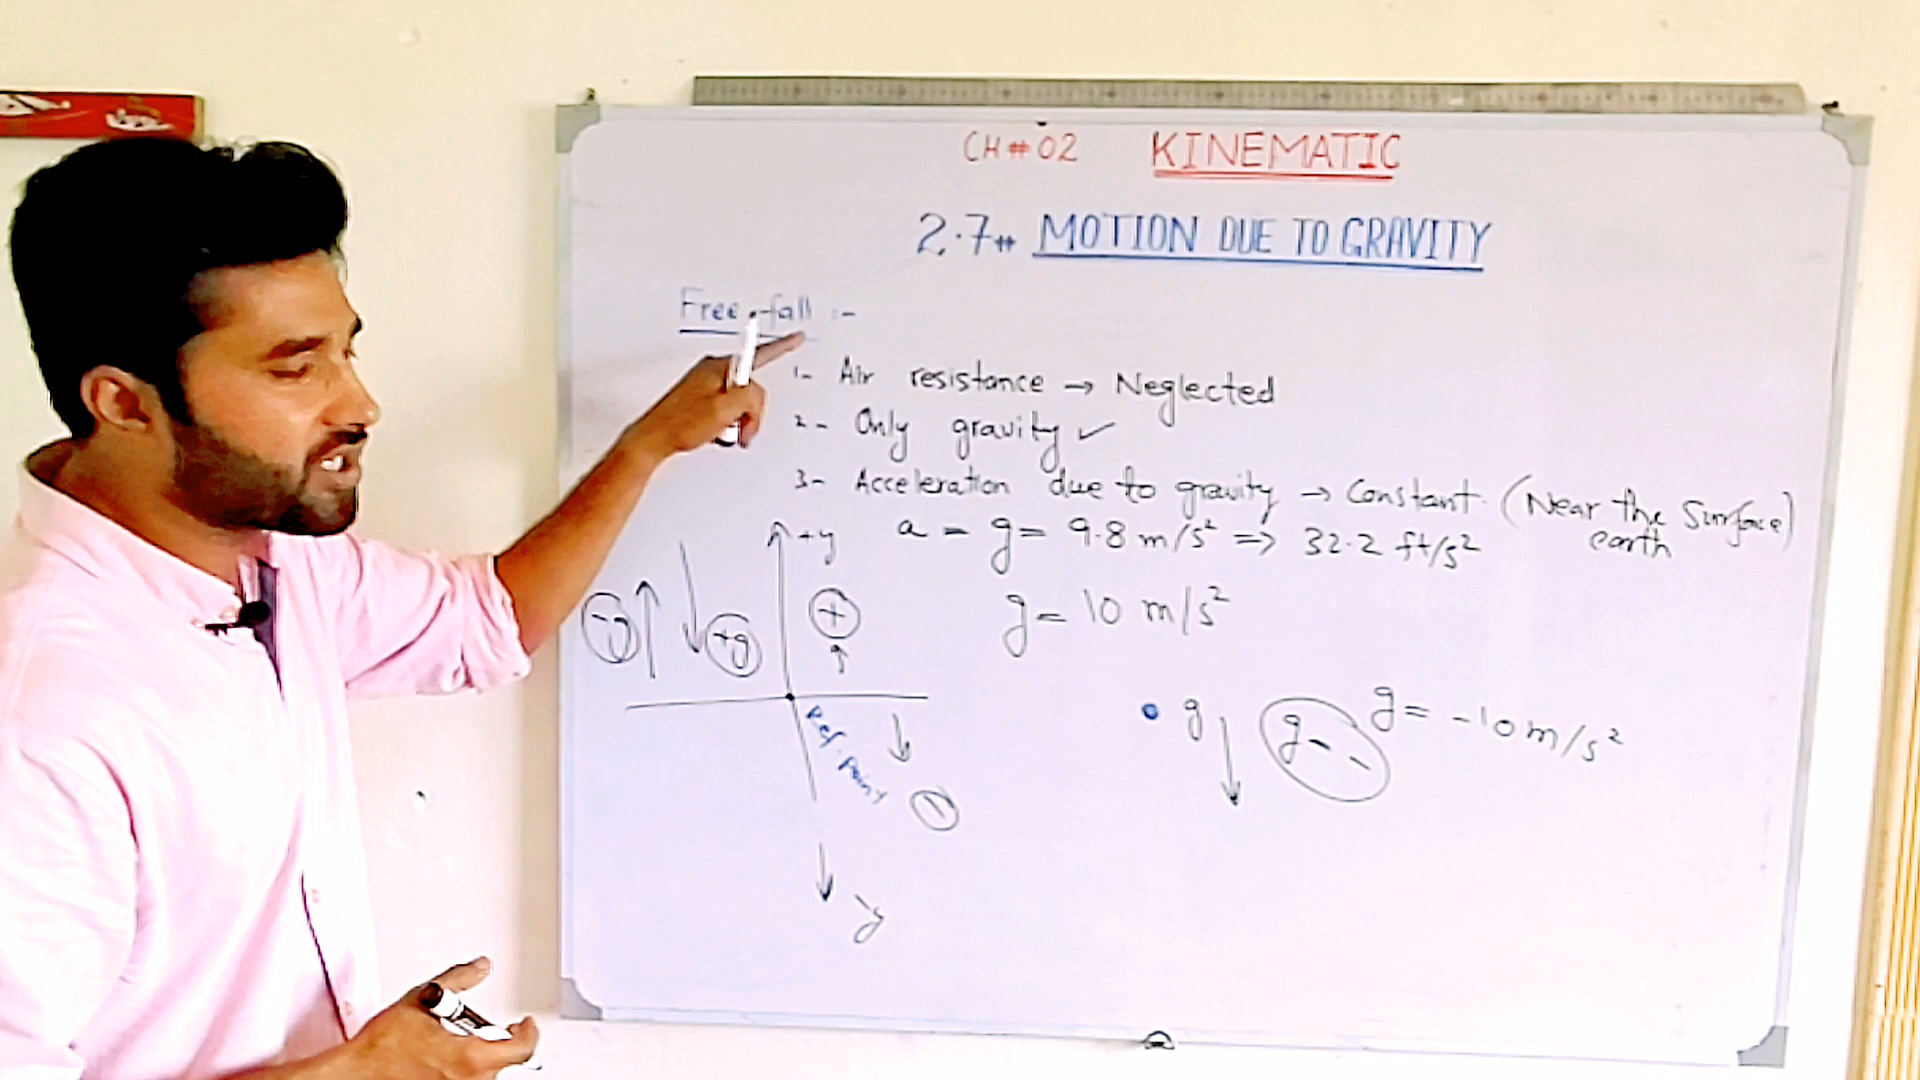 CH # 02 KINEMATIC
2.7# MOTION DUE TO GRAVITY
Free-fall :-
1- Air resistance → Neglected
2- Only gravity ✓
3- Acceleration due to gravity → Constant. (Near the Surface)
earth
a = g = 9.8 m/s² => 32.2 ft/s²
g = 10 m/s²
+y
-g
+g
+
Ref. point
-
-y
g
g -
g = -10 m/s²